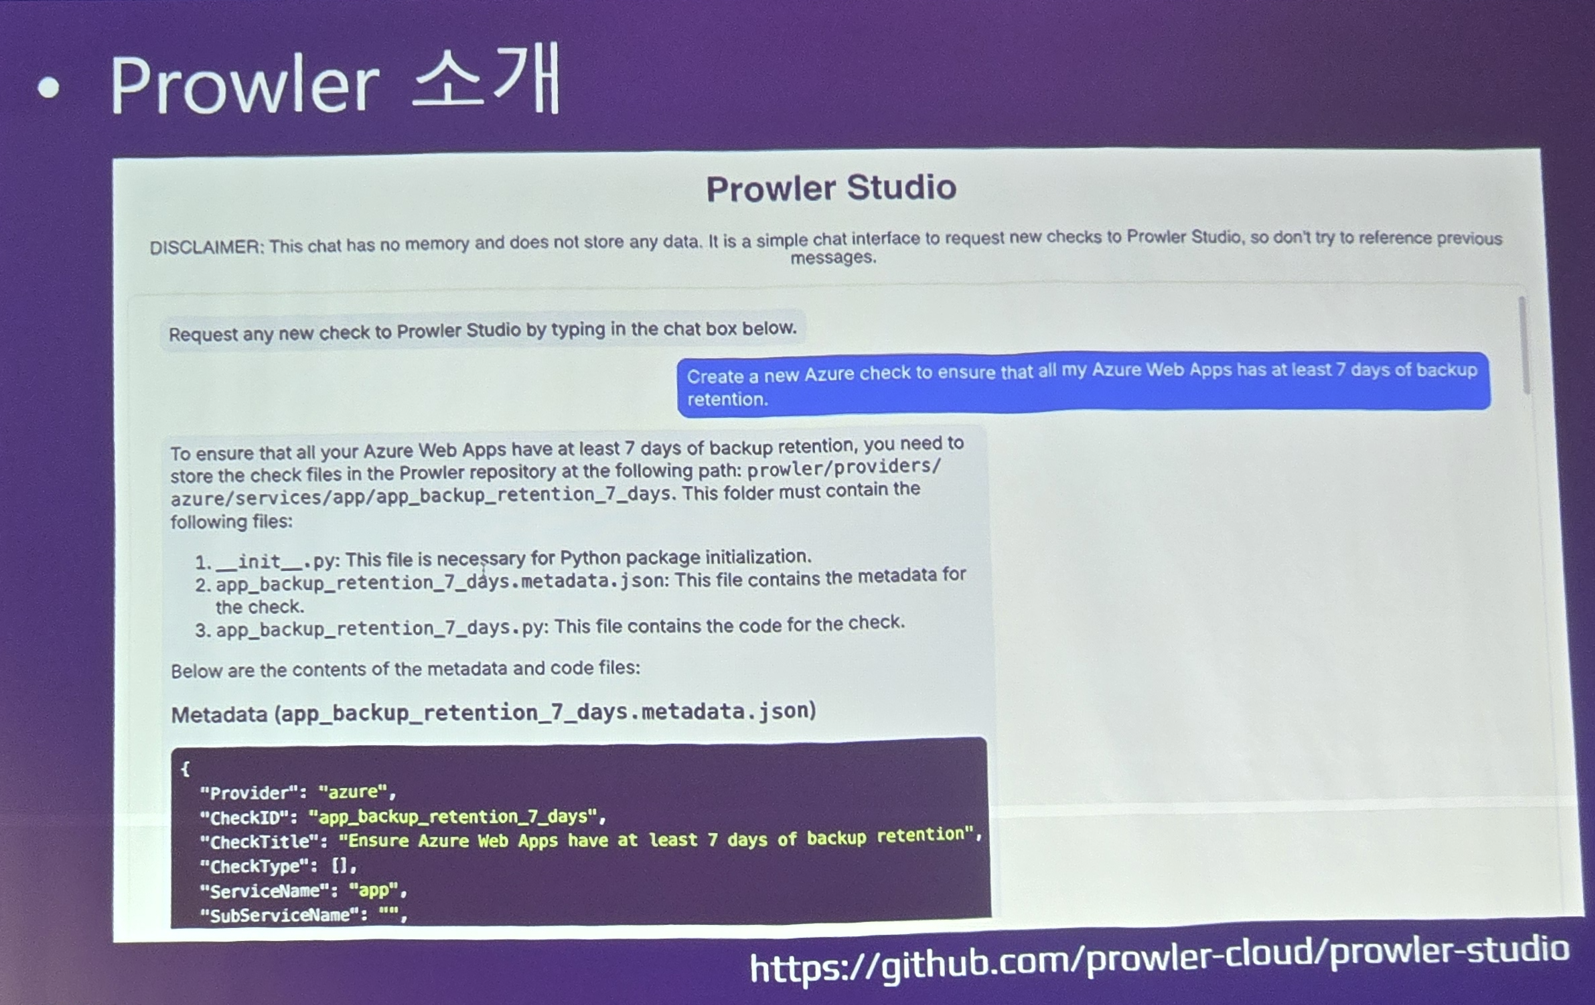 • Prowler 소개
Prowler Studio
DISCLAIMER: This chat has no memory and does not store any data. It is a simple chat interface to request new checks to Prowler Studio, so don't try to reference previous
messages.
Request any new check to Prowler Studio by typing in the chat box below.
Create a new Azure check to ensure that all my Azure Web Apps has at least 7 days of backup
retention.
To ensure that all your Azure Web Apps have at least 7 days of backup retention, you need to
store the check files in the Prowler repository at the following path: prowler/providers/
azure/services/app/app_backup_retention_7_days. This folder must contain the
following files:
1. __init__.py: This file is necessary for Python package initialization.
2. app_backup_retention_7_days.metadata.json: This file contains the metadata for
the check.
3. app_backup_retention_7_days.py: This file contains the code for the check.
Below are the contents of the metadata and code files:
Metadata (app_backup_retention_7_days.metadata.json)
{
"Provider": "azure",
"CheckID": "app_backup_retention_7_days",
"CheckTitle": "Ensure Azure Web Apps have at least 7 days of backup retention",
"CheckType": [],
"ServiceName": "app",
"SubServiceName": "",
https://github.com/prowler-cloud/prowler-studio